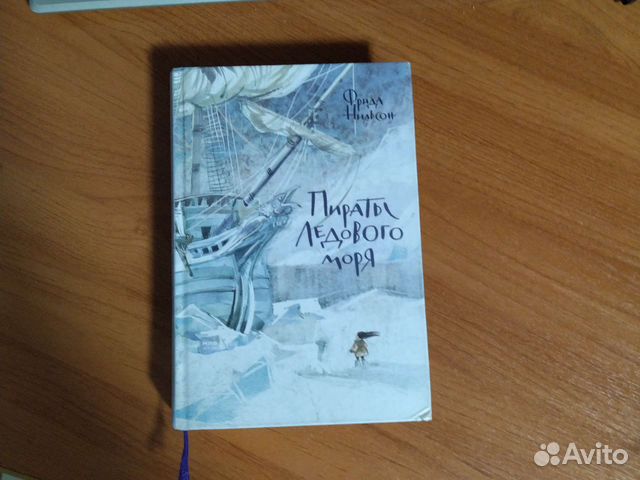 Фрида
Нильсон
Пираты
Ледового
моря
Avito